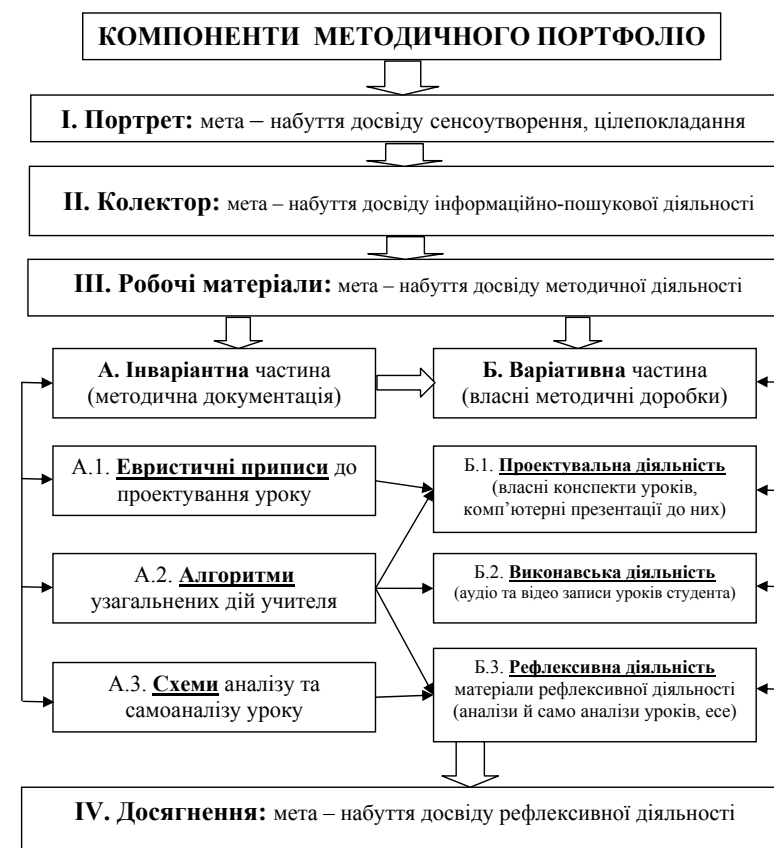 КОМПОНЕНТИ МЕТОДИЧНОГО ПОРТФОЛІО
І. Портрет: мета – набуття досвіду сенсоутворення, цілепокладання
ІІ. Колектор: мета – набуття досвіду інформаційно-пошукової діяльності
ІІІ. Робочі матеріали: мета – набуття досвіду методичної діяльності
А. Інваріантна частина
(методична документація)
Б. Варіативна частина
(власні методичні доробки)
А.1. Евристичні приписи до
проектування уроку
Б.1. Проектувальна діяльність
(власні конспекти уроків,
комп’ютерні презентації до них)
А.2. Алгоритми
узагальнених дій учителя
Б.2. Виконавська діяльність
(аудіо та відео записи уроків студента)
А.3. Схеми аналізу та
самоаналізу уроку
Б.3. Рефлексивна діяльність
матеріали рефлексивної діяльності
(аналізи й само аналізи уроків, есе)
IV. Досягнення: мета – набуття досвіду рефлексивної діяльності